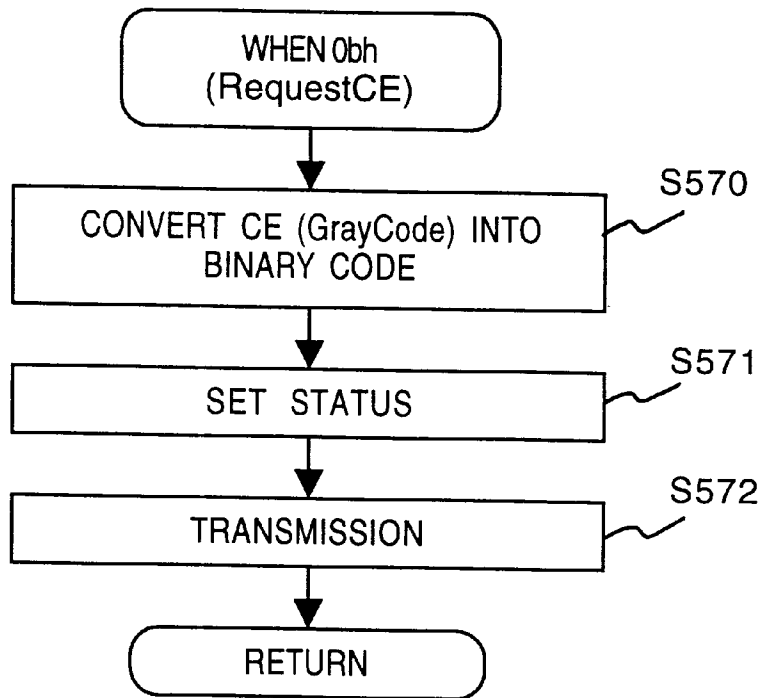 WHEN 0bh
(RequestCE)
S570
CONVERT CE (GrayCode) INTO
BINARY CODE
S571
SET STATUS
S572
TRANSMISSION
RETURN